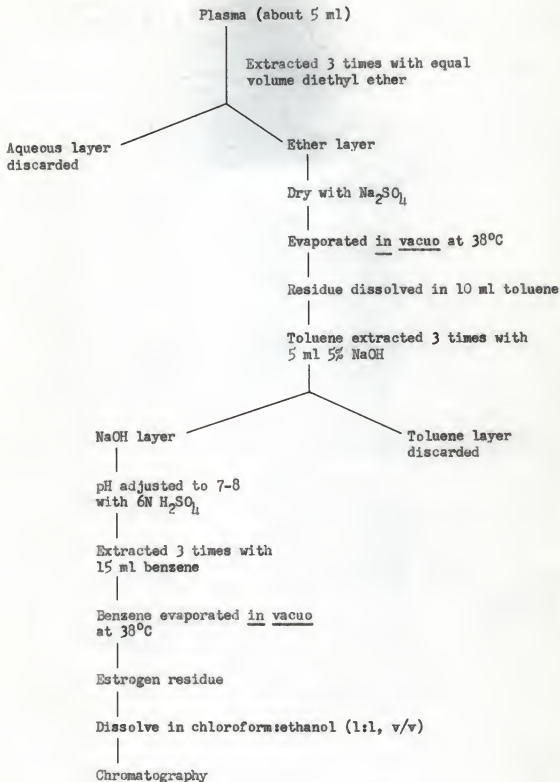 Plasma (about 5 ml)
Extracted 3 times with equal
volume diethyl ether
Aqueous layer
discarded
Ether layer
Dry with Na₂SO₄
Evaporated in vacuo at 38°C
Residue dissolved in 10 ml toluene
Toluene extracted 3 times with
5 ml 5% NaOH
NaOH layer
Toluene layer
discarded
pH adjusted to 7-8
with 6N H₂SO₄
Extracted 3 times with
15 ml benzene
Benzene evaporated in vacuo
at 38°C
Estrogen residue
Dissolve in chloroform:ethanol (1:1, v/v)
Chromatography